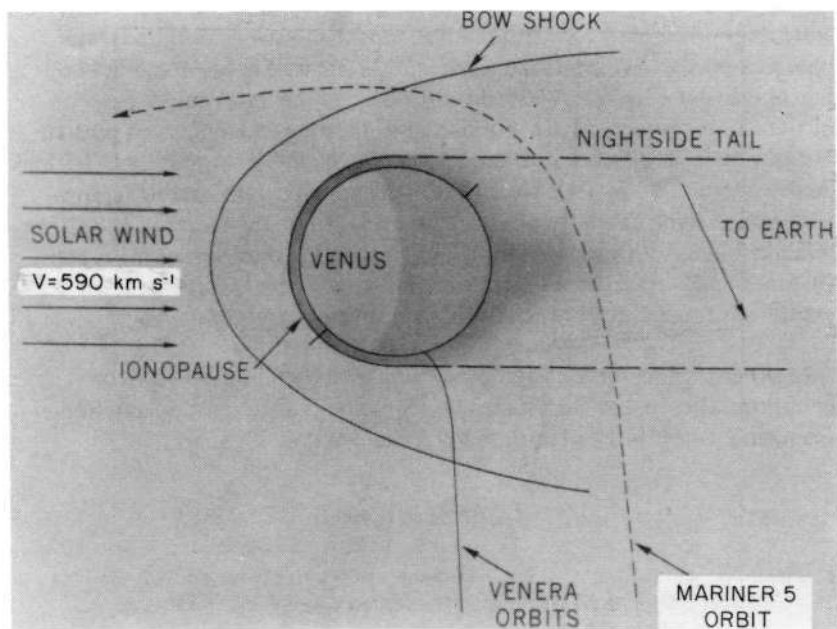 BOW SHOCK
NIGHTSIDE TAIL
TO EARTH
SOLAR WIND
V=590 km s⁻¹
VENUS
IONOPAUSE
VENERA
ORBITS
MARINER 5
ORBIT